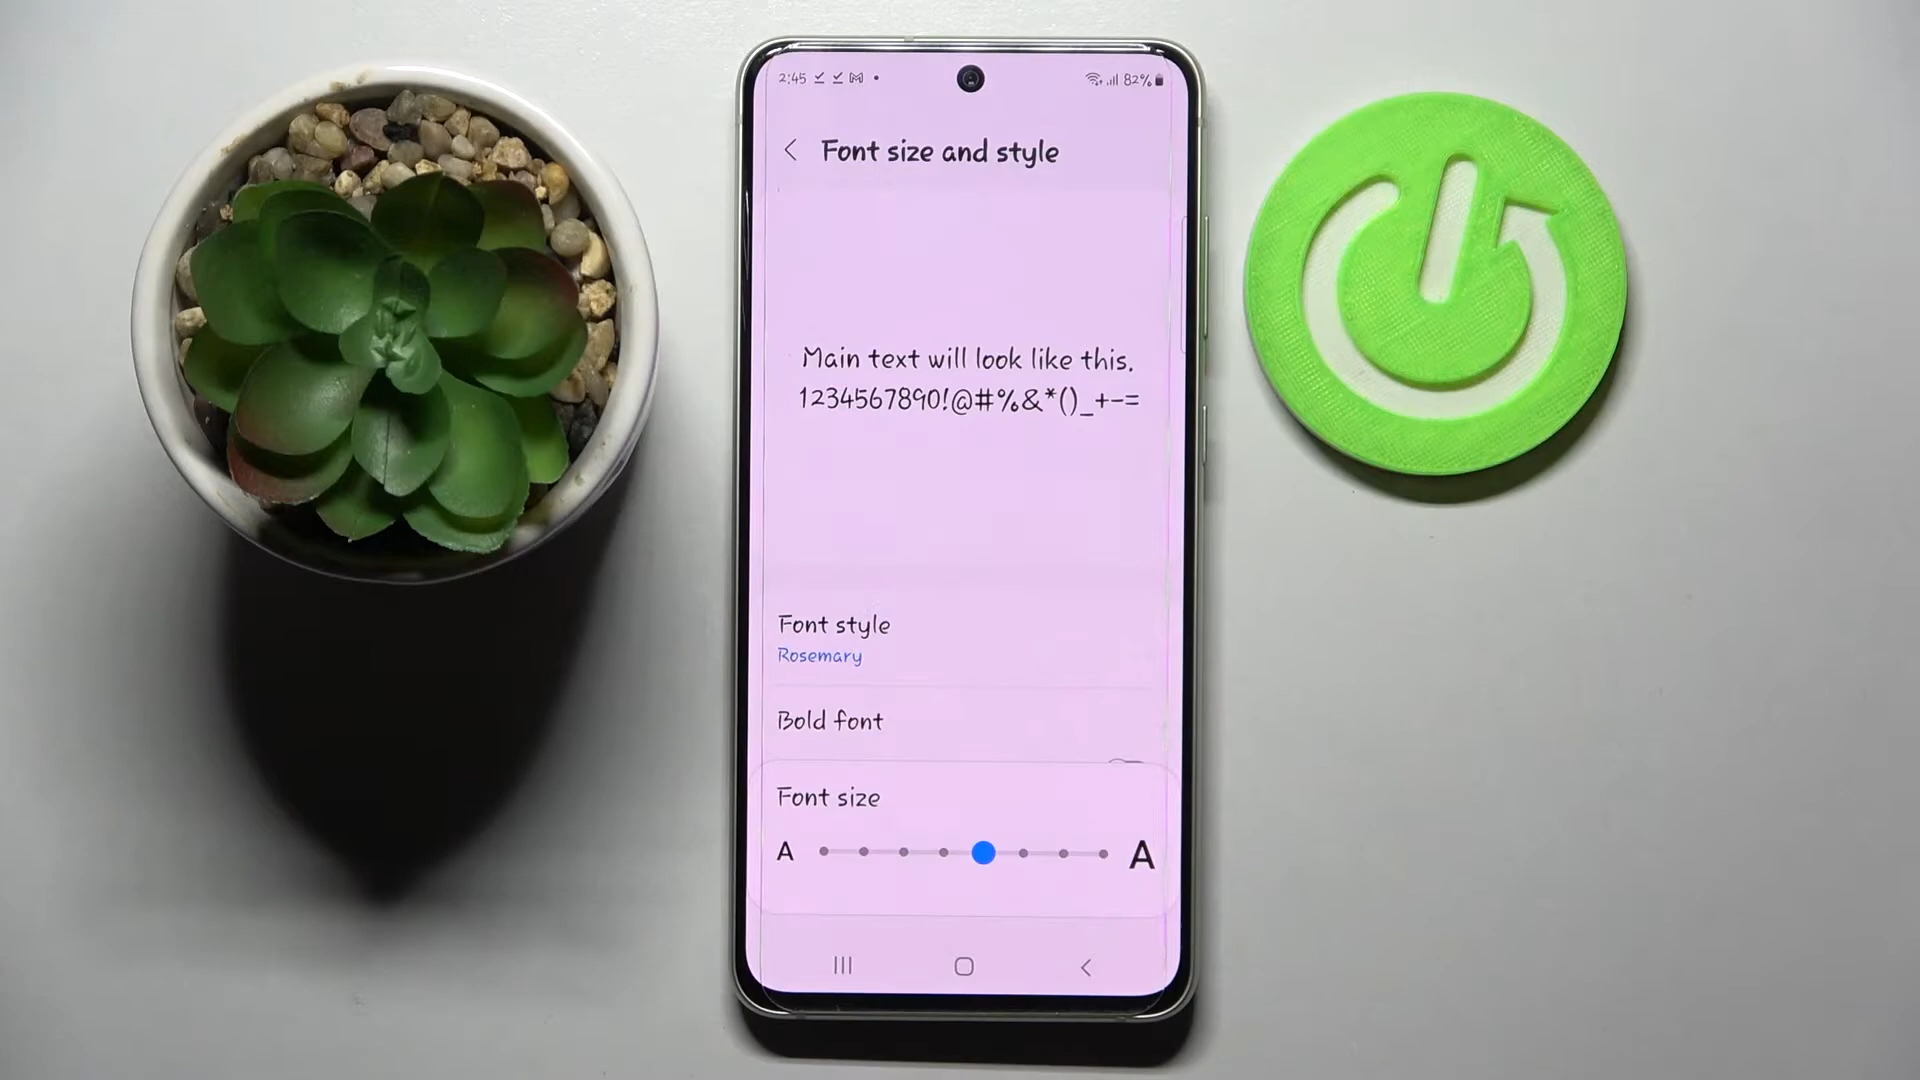 2:45
82%
Font size and style
Main text will look like this.
1234567890!@#%&*()_+-=
Font style
Rosemary
Bold font
Font size
A A